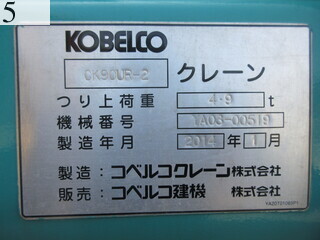 5
KOBELCO
CK90UR-2 クレーン
つり上荷重 4.9 t
機械番号 YA03-00519
製造年月 2014 年 1 月
製造：コベルコクレーン株式会社
販売：コベルコ建機 株式会社